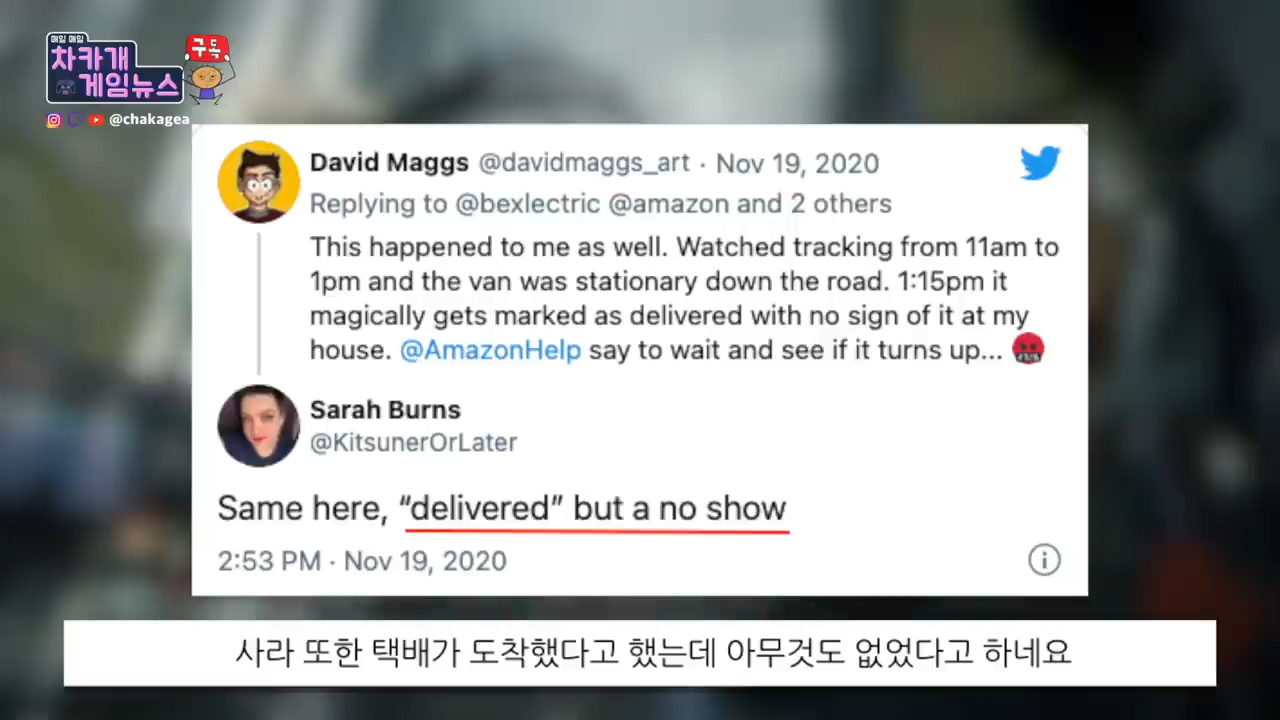 매일 매일
차카개
게임뉴스
구독
@chakagea
David Maggs @davidmaggs_art · Nov 19, 2020
Replying to @bexlectric @amazon and 2 others
This happened to me as well. Watched tracking from 11am to
1pm and the van was stationary down the road. 1:15pm it
magically gets marked as delivered with no sign of it at my
house. @AmazonHelp say to wait and see if it turns up...
Sarah Burns
@KitsunerOrLater
Same here, “delivered” but a no show
2:53 PM · Nov 19, 2020
사라 또한 택배가 도착했다고 했는데 아무것도 없었다고 하네요